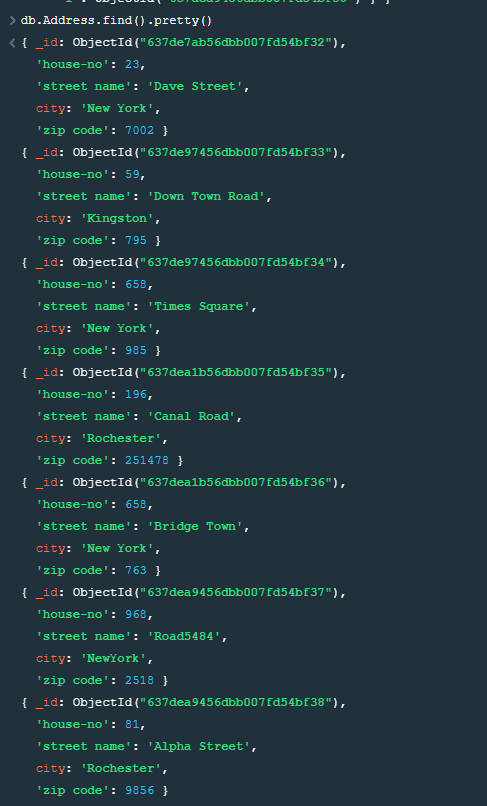 > db.Address.find().pretty()
< { _id: ObjectId("637de7ab56dbb007fd54bf32"),
'house-no': 23,
'street name': 'Dave Street',
city: 'New York',
'zip code': 7002 }
{ _id: ObjectId("637de97456dbb007fd54bf33"),
'house-no': 59,
'street name': 'Down Town Road',
city: 'Kingston',
'zip code': 795 }
{ _id: ObjectId("637de97456dbb007fd54bf34"),
'house-no': 658,
'street name': 'Times Square',
city: 'New York',
'zip code': 985 }
{ _id: ObjectId("637dea1b56dbb007fd54bf35"),
'house-no': 196,
'street name': 'Canal Road',
city: 'Rochester',
'zip code': 251478 }
{ _id: ObjectId("637dea1b56dbb007fd54bf36"),
'house-no': 658,
'street name': 'Bridge Town',
city: 'New York',
'zip code': 763 }
{ _id: ObjectId("637dea9456dbb007fd54bf37"),
'house-no': 968,
'street name': 'Road5484',
city: 'NewYork',
'zip code': 2518 }
{ _id: ObjectId("637dea9456dbb007fd54bf38"),
'house-no': 81,
'street name': 'Alpha Street',
city: 'Rochester',
'zip code': 9856 }